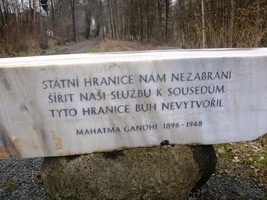 STÁTNÍ HRANICE NÁM NEZABRÁNÍ
ŠÍŘIT NAŠI SLUŽBU K SOUSEDŮM
TYTO HRANICE BŮH NEVYTVOŘIL
MAHATMA GANDHI 1896 - 1948